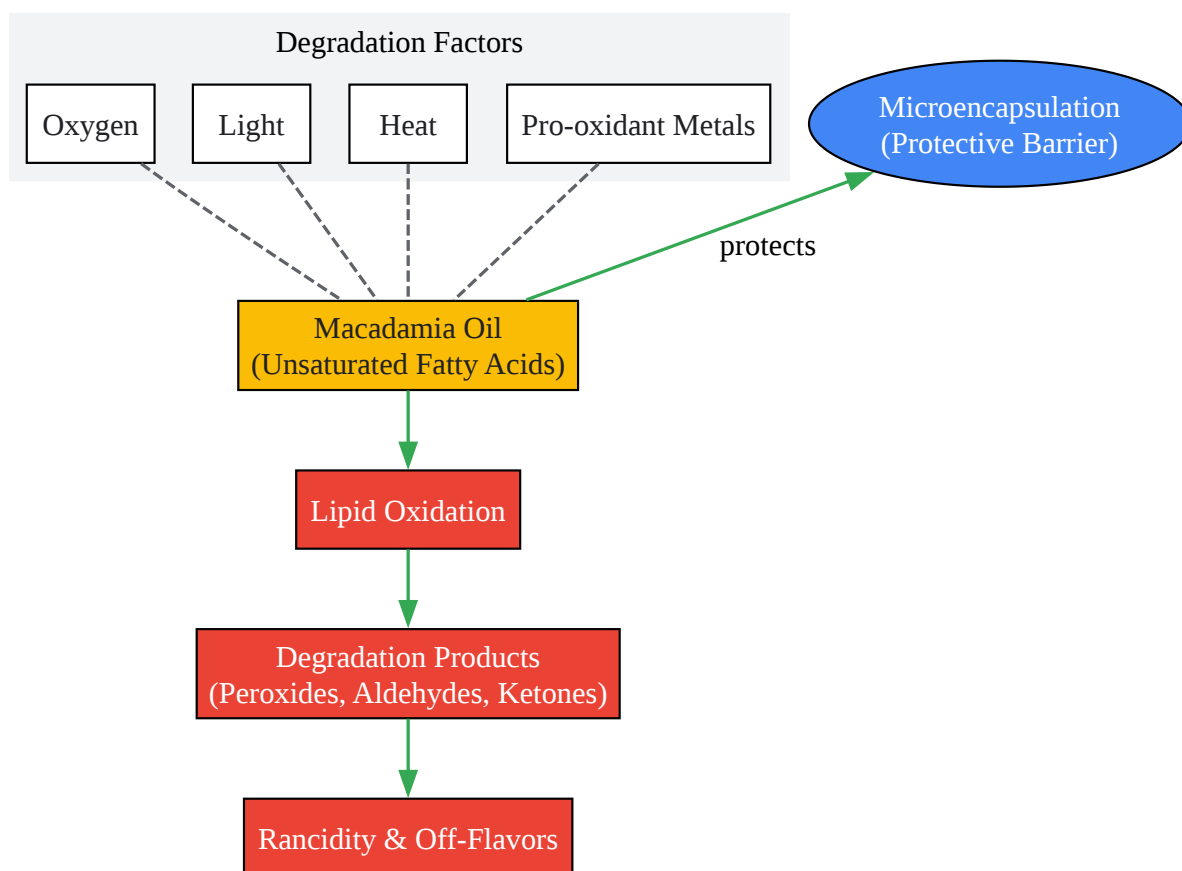 Degradation Factors
Oxygen
Light
Heat
Pro-oxidant Metals
Microencapsulation
(Protective Barrier)
protects
Macadamia Oil
(Unsaturated Fatty Acids)
Lipid Oxidation
Degradation Products
(Peroxides, Aldehydes, Ketones)
Rancidity & Off-Flavors